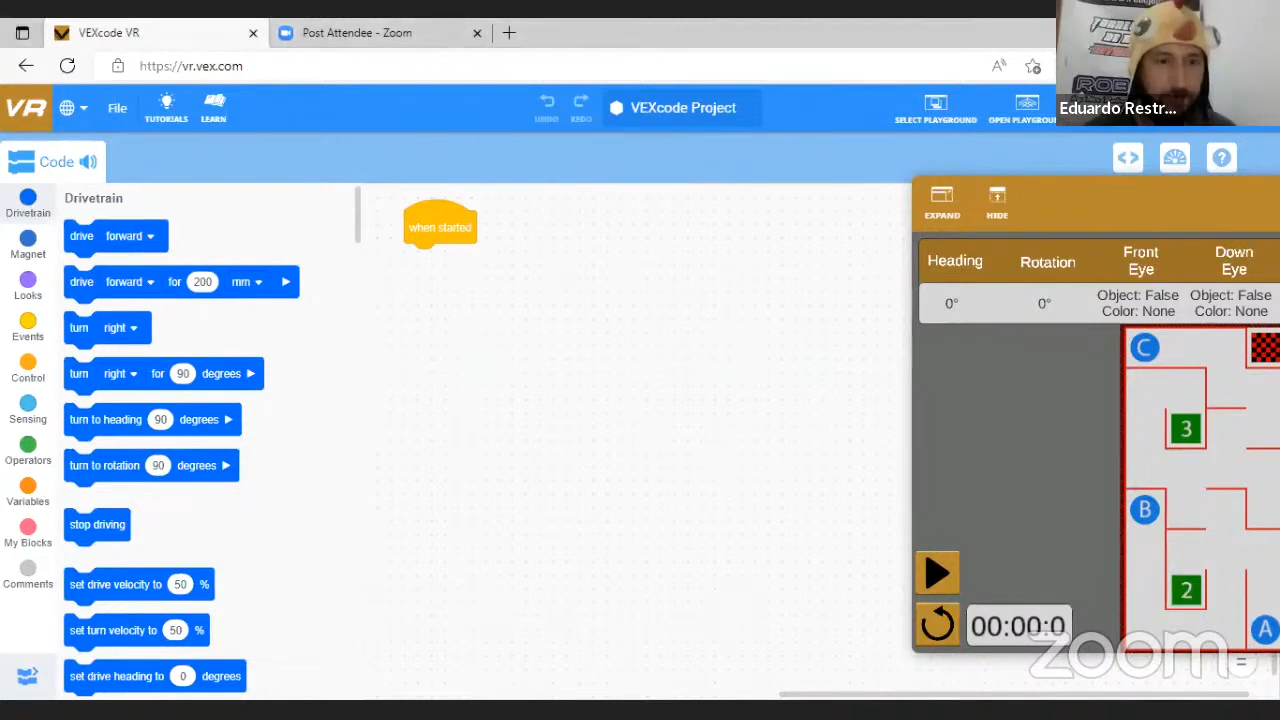 VEXcode VR
Post Attendee - Zoom
https://vr.vex.com
VR
File
TUTORIALS
LEARN
UNDO
REDO
VEXcode Project
SELECT PLAYGROUND
OPEN PLAYGROU
Eduardo Restr...
Code
Drivetrain
Magnet
Looks
Events
Control
Sensing
Operators
Variables
My Blocks
Comments
Drivetrain
drive forward
drive forward for 200 mm
turn right
turn right for 90 degrees
turn to heading 90 degrees
turn to rotation 90 degrees
stop driving
set drive velocity to 50 %
set turn velocity to 50 %
set drive heading to 0 degrees
when started
EXPAND
HIDE
Heading
Rotation
Front Eye
Down Eye
0°
0°
Object: False
Color: None
Object: False
Color: None
C
3
B
2
A
00:00:0
zoom